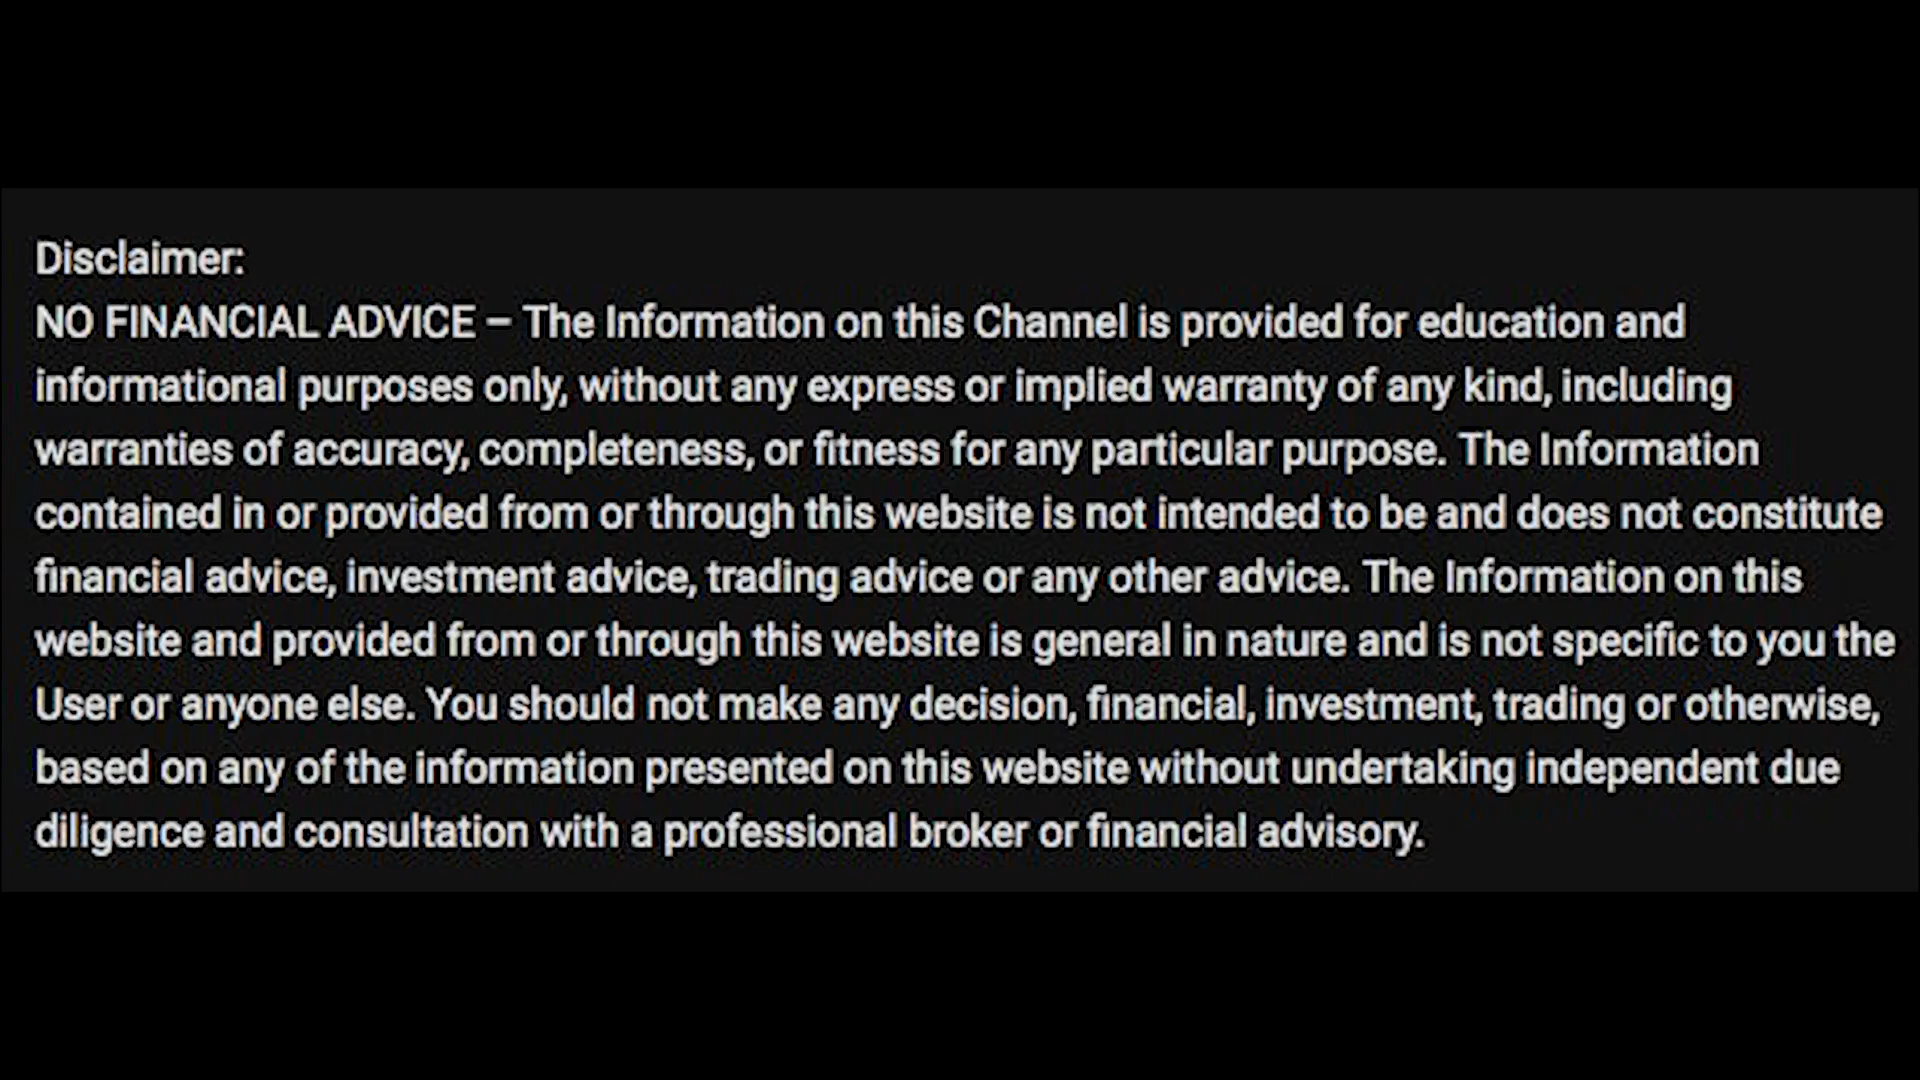 Disclaimer:
NO FINANCIAL ADVICE – The Information on this Channel is provided for education and
informational purposes only, without any express or implied warranty of any kind, including
warranties of accuracy, completeness, or fitness for any particular purpose. The Information
contained in or provided from or through this website is not intended to be and does not constitute
financial advice, investment advice, trading advice or any other advice. The Information on this
website and provided from or through this website is general in nature and is not specific to you the
User or anyone else. You should not make any decision, financial, investment, trading or otherwise,
based on any of the information presented on this website without undertaking independent due
diligence and consultation with a professional broker or financial advisory.